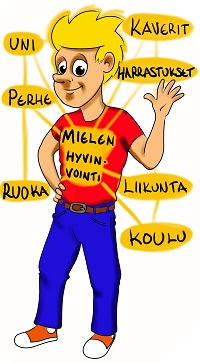 KAVERIT
UNI
HARRASTUKSET
PERHE
MIELEN
HYVIN-
VOINTI
RUOKA
LIIKUNTA
KOULU